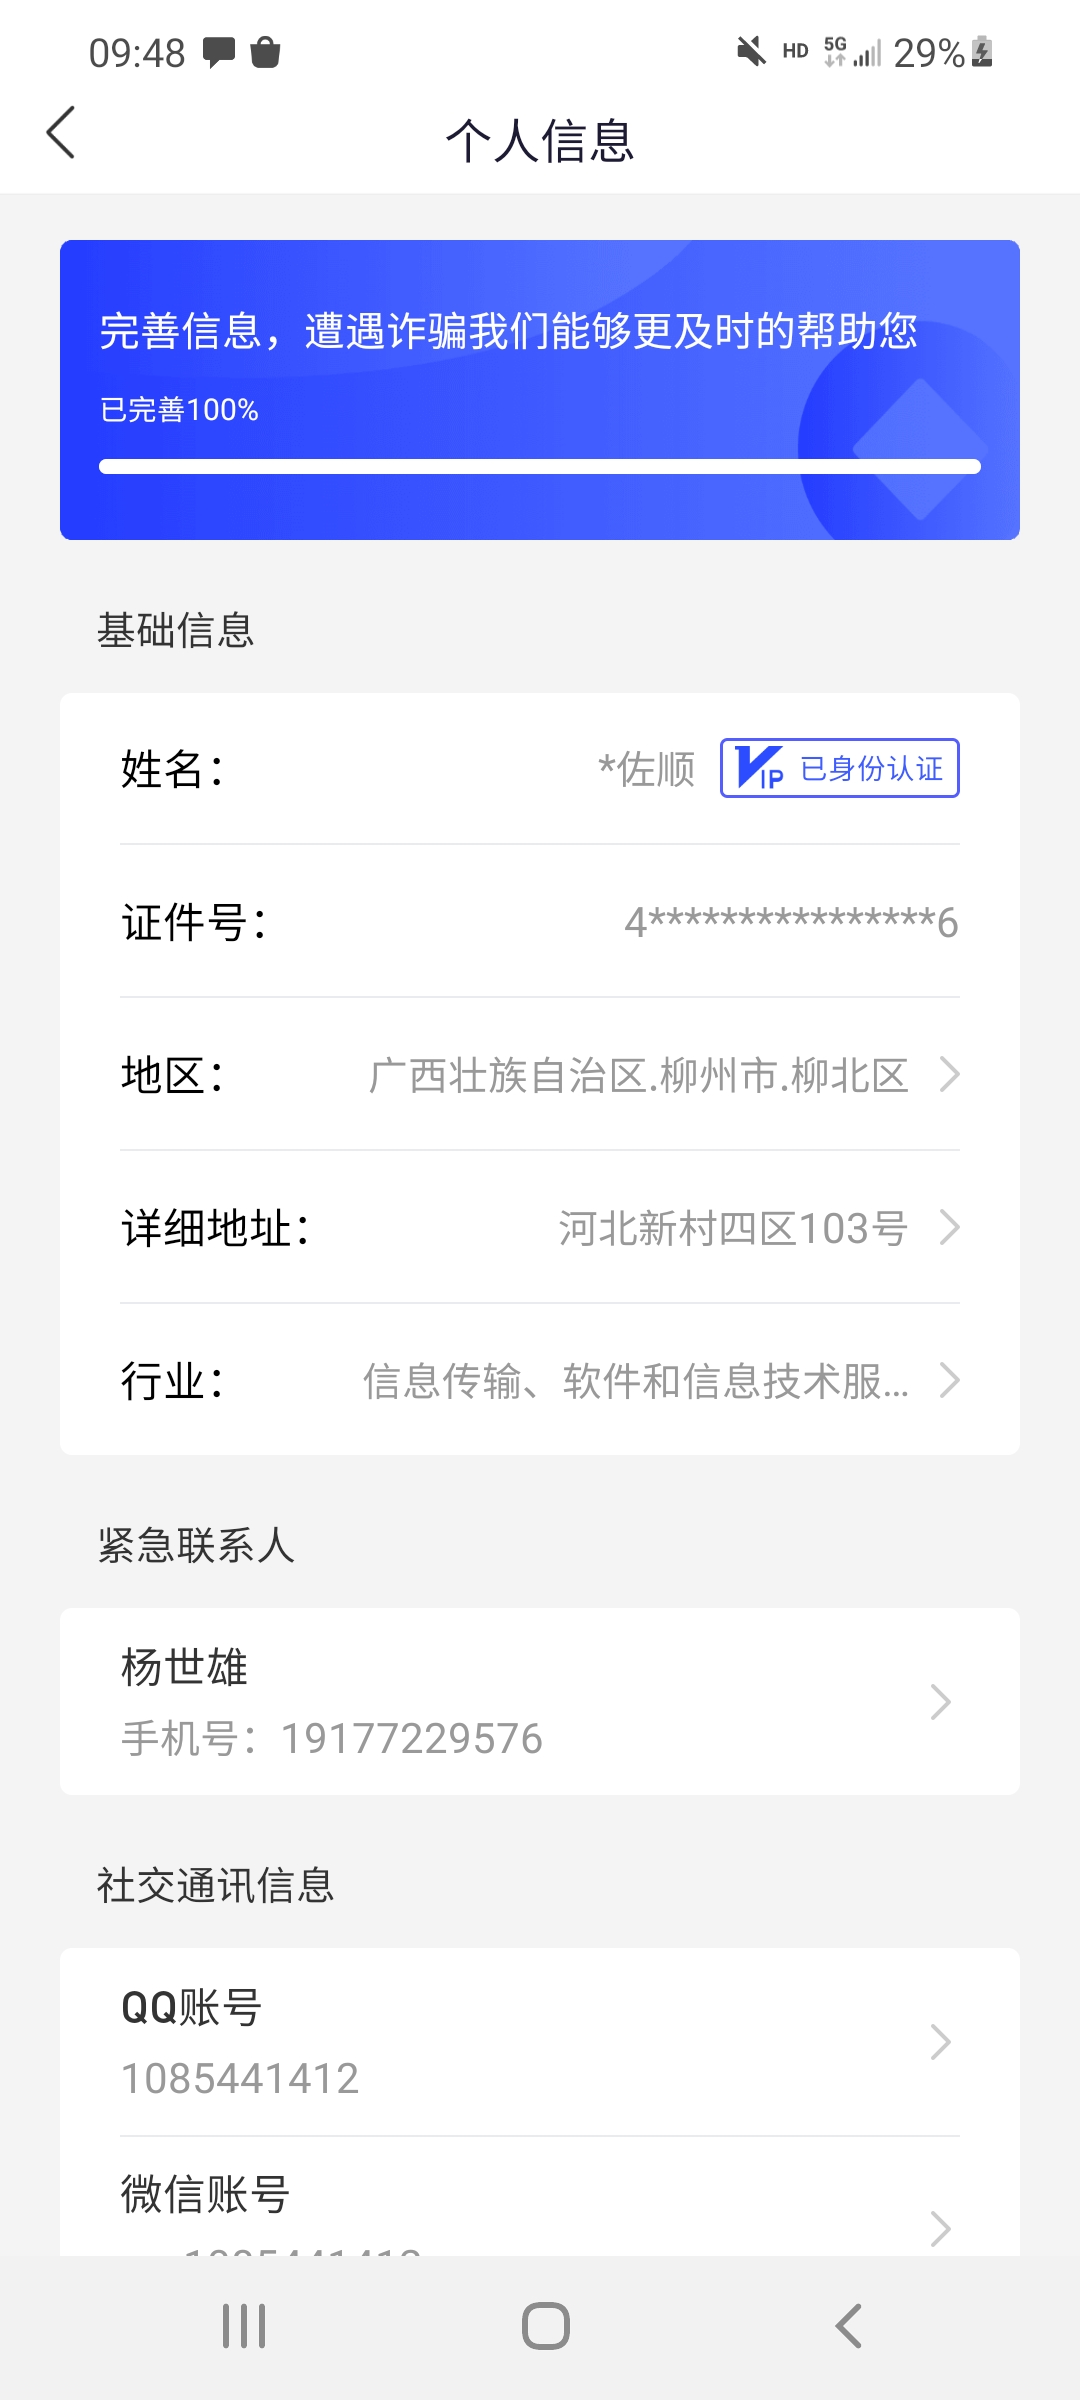 09:48
HD 5G 29%
个人信息
完善信息，遭遇诈骗我们能够更及时的帮助您
已完善100%
基础信息
姓名： *佐顺 VIP 已身份认证
证件号： 4****************6
地区： 广西壮族自治区.柳州市.柳北区
详细地址： 河北新村四区103号
行业： 信息传输、软件和信息技术服...
紧急联系人
杨世雄
手机号：19177229576
社交通讯信息
QQ账号
1085441412
微信账号